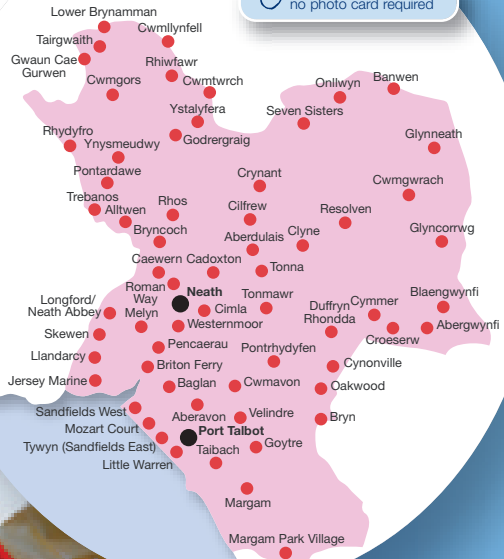 no photo card required
Lower Brynamman
Cwmllynfell
Tairgwaith
Gwaun Cae
Gurwen
Rhiwfawr
Cwmgors
Cwmtwrch
Onllwyn
Banwen
Ystalyfera
Seven Sisters
Rhydyfro
Ynysmeudwy
Godrergraig
Glynneath
Pontardawe
Crynant
Cwmgwrach
Trebanos
Alltwen
Rhos
Cilfrew
Resolven
Bryncoch
Aberdulais
Clyne
Glyncorrwg
Caewern
Cadoxton
Tonna
Roman
Way
Neath
Tonmawr
Blaengwynfi
Longford/
Neath Abbey
Melyn
Cimla
Duffryn
Rhondda
Cymmer
Skewen
Westernmoor
Croeserw
Abergwynfi
Llandarcy
Pencaerau
Pontrhydyfen
Jersey Marine
Briton Ferry
Cynonville
Baglan
Cwmavon
Oakwood
Sandfields West
Aberavon
Velindre
Bryn
Mozart Court
Port Talbot
Tywyn (Sandfields East)
Taibach
Goytre
Little Warren
Margam
Margam Park Village